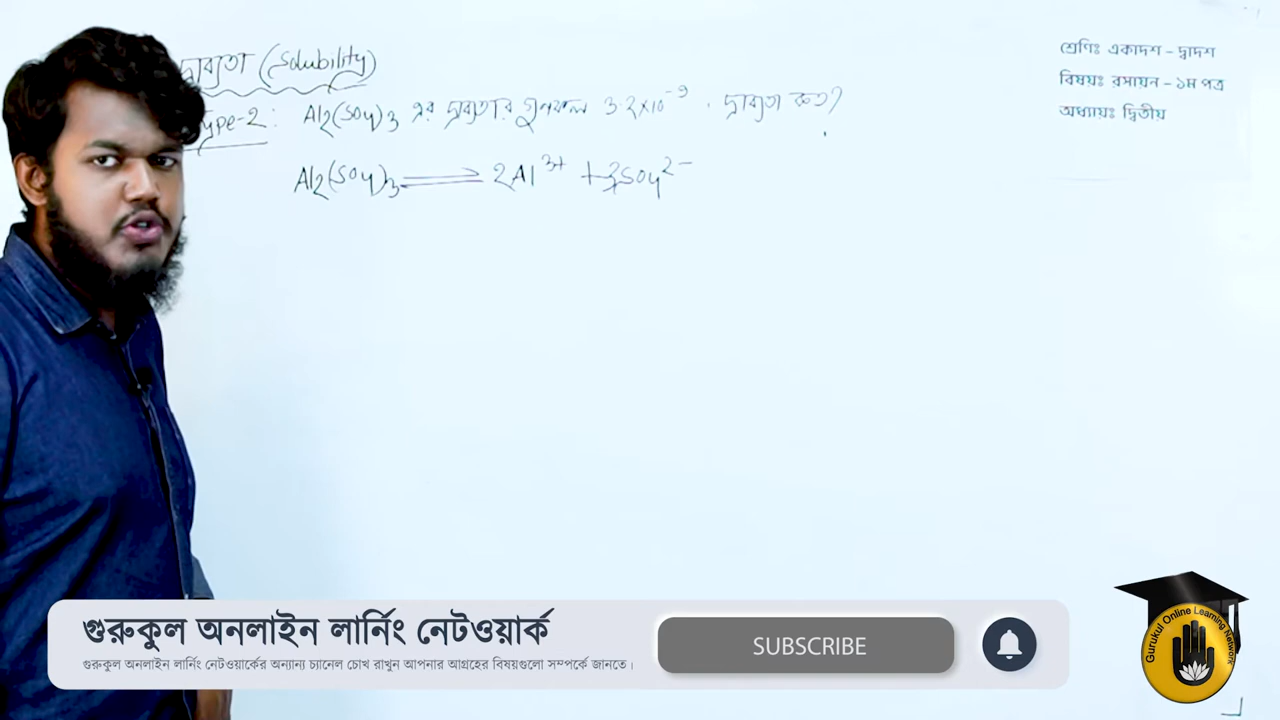 দ্রাব্যতা (Solubility)
ype-2: Al2(SO4)3 এর দ্রাব্যতার গুণফল 3.2×10⁻⁹ . দ্রাব্যতা কত?
Al2(SO4)3 ⇌ 2Al³⁺ + 3SO4²⁻
শ্রেণিঃ একাদশ – দ্বাদশ
বিষয়ঃ রসায়ন – ১ম পত্র
অধ্যায়ঃ দ্বিতীয়
গুরুকুল অনলাইন লার্নিং নেটওয়ার্ক
গুরুকুল অনলাইন লার্নিং নেটওয়ার্কের অন্যান্য চ্যানেল চোখ রাখুন আপনার আগ্রহের বিষয়গুলো সম্পর্কে জানতে।
SUBSCRIBE
Gurukul Online Learning Network